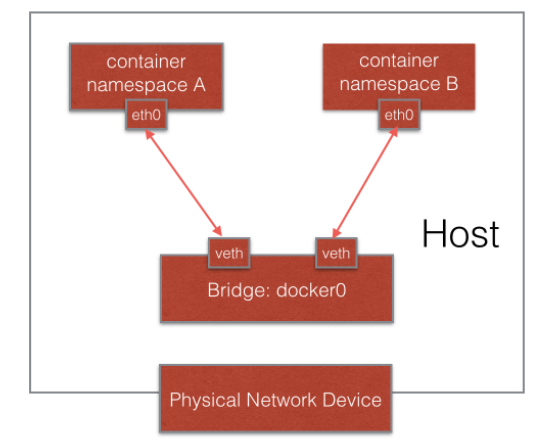 container
namespace A
container
namespace B
eth0
eth0
Host
veth
veth
Bridge: docker0
Physical Network Device